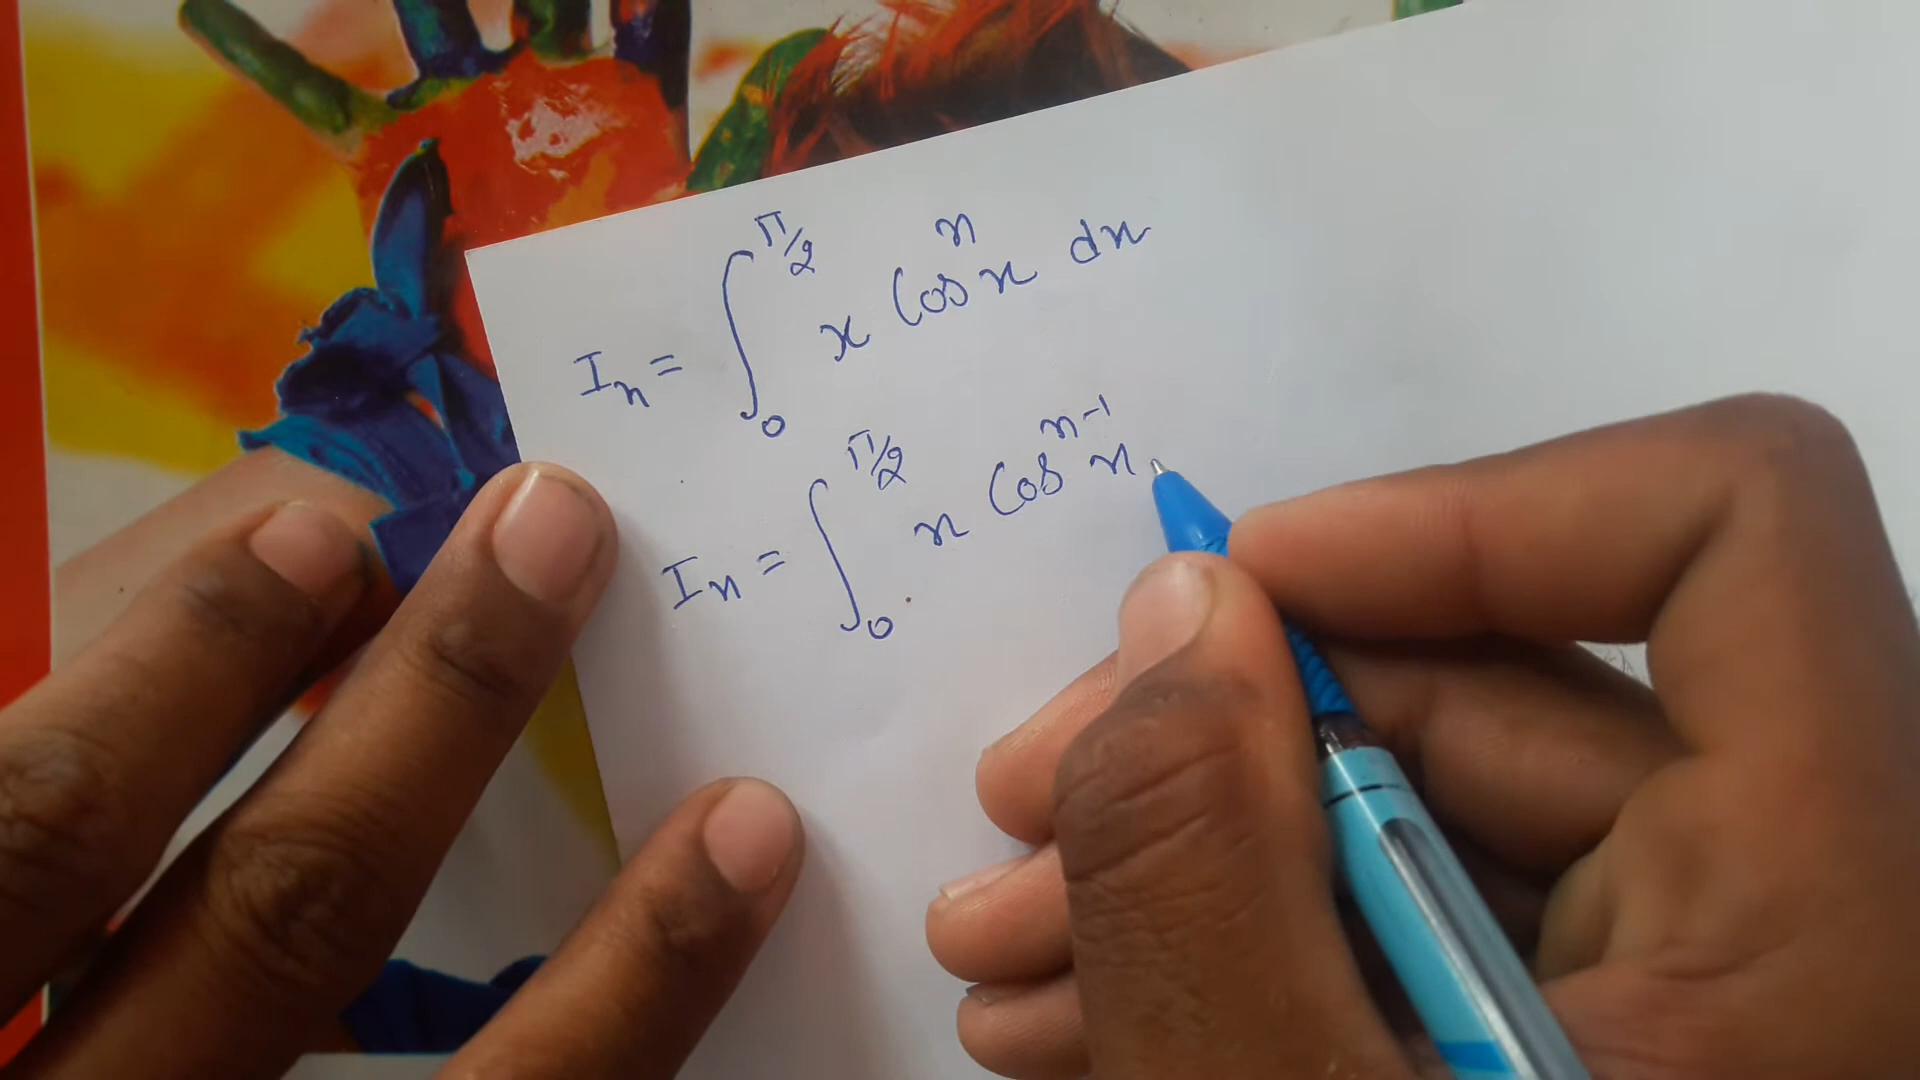 Iₙ = ∫₀^π/2 x Cosⁿx dx
Iₙ = ∫₀^π/2 x Cosⁿ⁻¹x